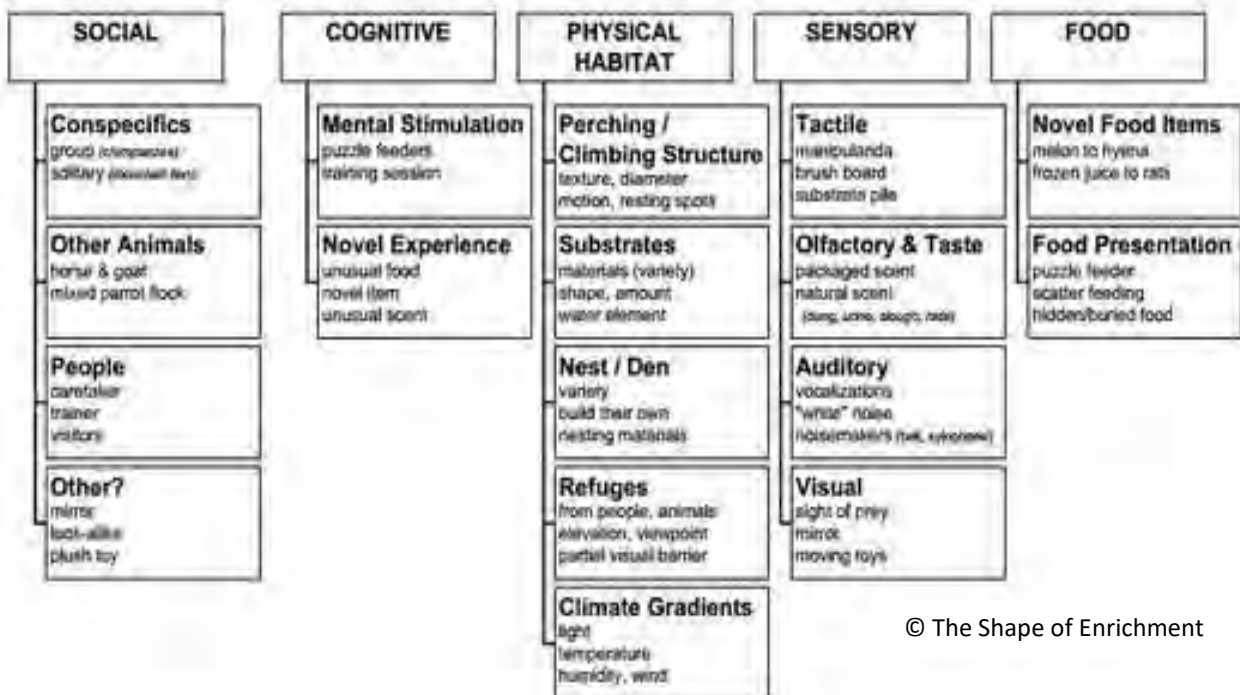 SOCIAL
Conspecifics
group
solitary
Other Animals
horse & goat
mixed parrot flock
People
caretaker
trainer
visitors
Other?
mirror
look-alike
plush toy
COGNITIVE
Mental Stimulation
puzzle feeders
training session
Novel Experience
unusual food
novel item
unusual scent
PHYSICAL
HABITAT
Perching /
Climbing Structure
texture, diameter
motion, resting spots
Substrates
materials (variety)
shape, amount
water element
Nest / Den
variety
build their own
nesting materials
Refuges
from people, animals
elevation, viewpoint
partial visual barrier
Climate Gradients
light
temperature
humidity, wind
SENSORY
Tactile
manipulanda
brush board
substrate pile
Olfactory & Taste
packaged scent
natural scent
(dung, urine,
Auditory
vocalizations
"white" noise
noisemakers
Visual
sight of prey
mirror
moving toys
FOOD
Novel Food Items
melon to hyena
frozen juice to rats
Food Presentation
puzzle feeder
scatter feeding
hidden/buried food
© The Shape of Enrichment